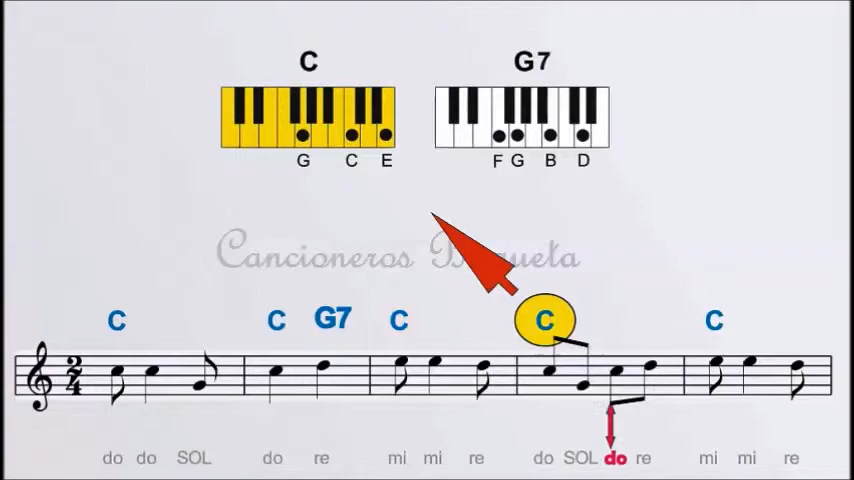 C G7
G C E F G B D
Cancioneros
C C G7 C C C
2
4
do do SOL do re mi mi re do SOL do re mi mi re